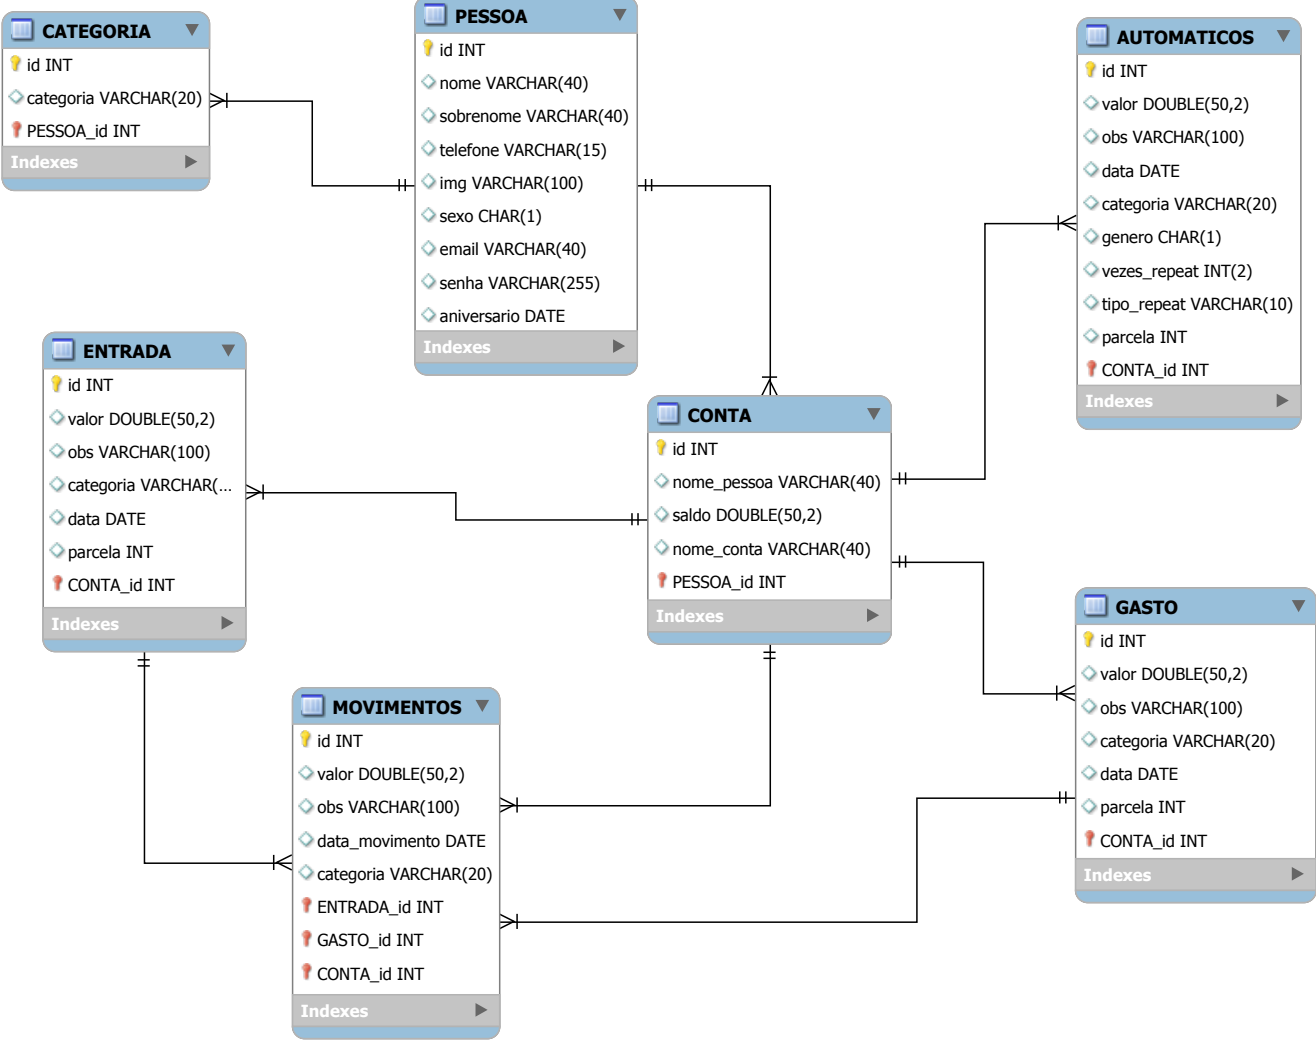 CATEGORIA
id INT
categoria VARCHAR(20)
PESSOA_id INT
Indexes
PESSOA
id INT
nome VARCHAR(40)
sobrenome VARCHAR(40)
telefone VARCHAR(15)
img VARCHAR(100)
sexo CHAR(1)
email VARCHAR(40)
senha VARCHAR(255)
aniversario DATE
Indexes
AUTOMATICOS
id INT
valor DOUBLE(50,2)
obs VARCHAR(100)
data DATE
categoria VARCHAR(20)
genero CHAR(1)
vezes_repeat INT(2)
tipo_repeat VARCHAR(10)
parcela INT
CONTA_id INT
Indexes
ENTRADA
id INT
valor DOUBLE(50,2)
obs VARCHAR(100)
categoria VARCHAR(...
data DATE
parcela INT
CONTA_id INT
Indexes
CONTA
id INT
nome_pessoa VARCHAR(40)
saldo DOUBLE(50,2)
nome_conta VARCHAR(40)
PESSOA_id INT
Indexes
GASTO
id INT
valor DOUBLE(50,2)
obs VARCHAR(100)
categoria VARCHAR(20)
data DATE
parcela INT
CONTA_id INT
Indexes
MOVIMENTOS
id INT
valor DOUBLE(50,2)
obs VARCHAR(100)
data_movimento DATE
categoria VARCHAR(20)
ENTRADA_id INT
GASTO_id INT
CONTA_id INT
Indexes